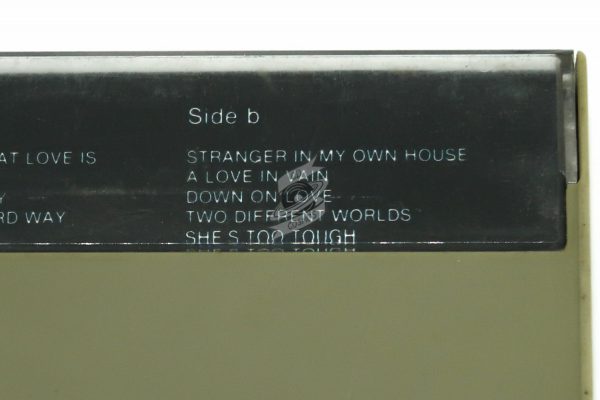 Side b
AT LOVE IS
Y
RD WAY
STRANGER IN MY OWN HOUSE
A LOVE IN VAIN
DOWN ON LOVE
TWO DIFFERENT WORLDS
SHE S TOO TOUGH